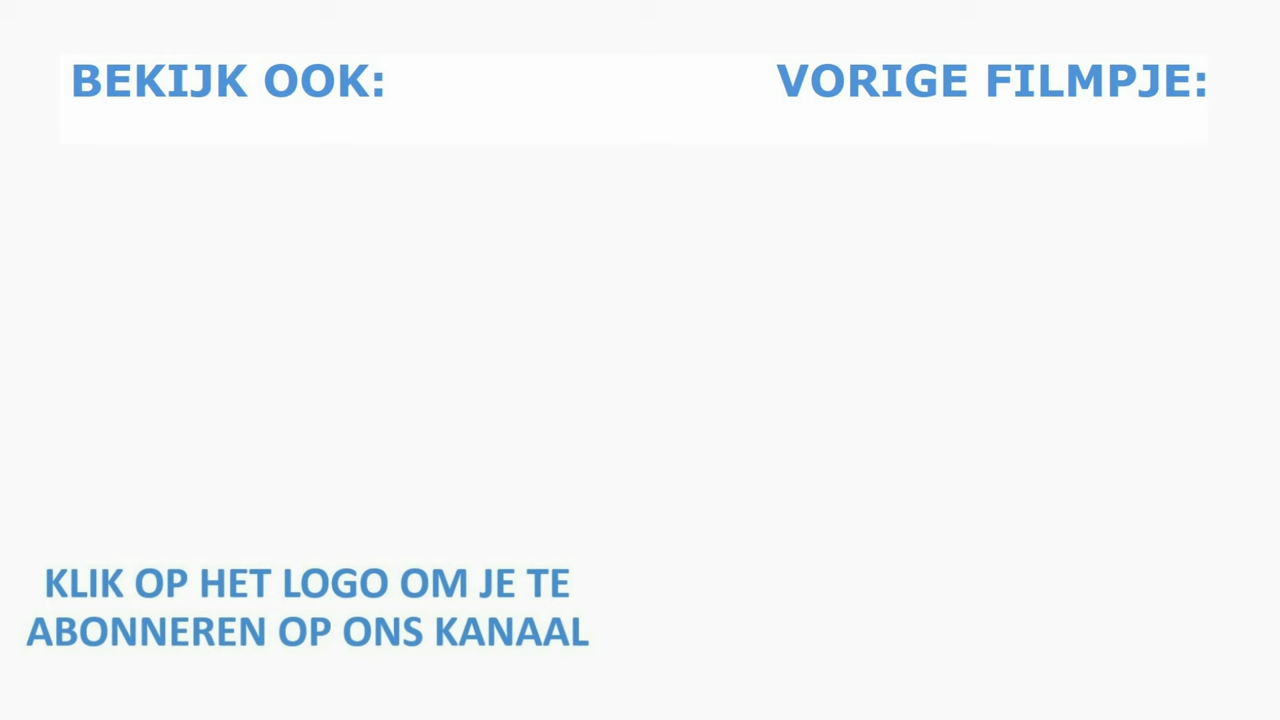 BEKIJK OOK:
VORIGE FILMPJE:
KLIK OP HET LOGO OM JE TE
ABONNEREN OP ONS KANAAL